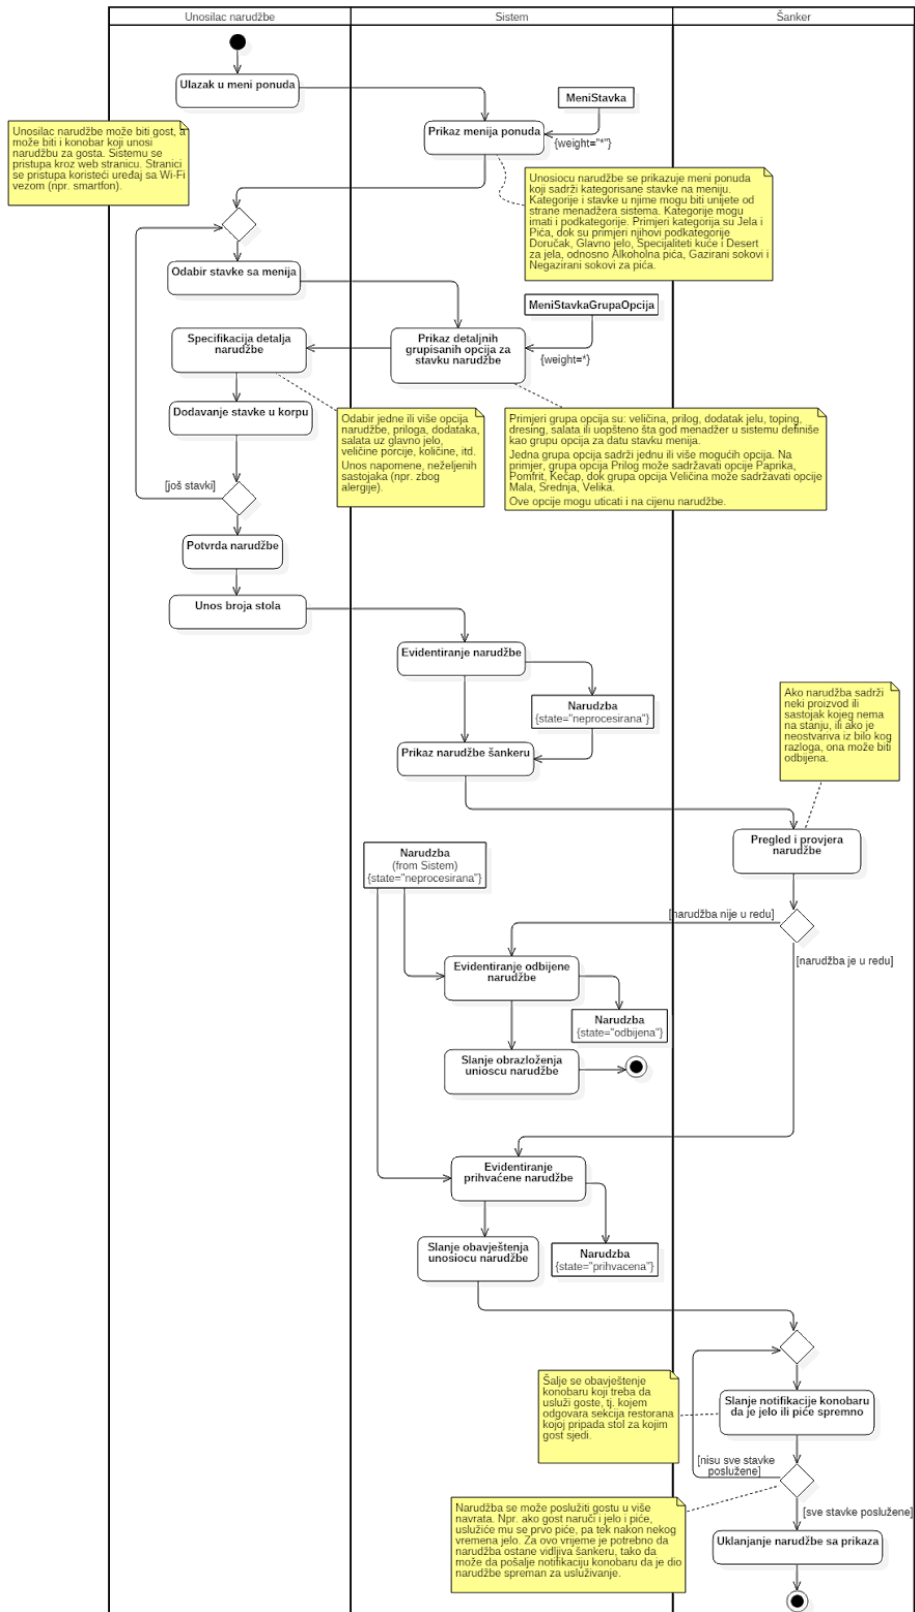 Unosilac narudžbe
Sistem
Šanker
Ulazak u meni ponuda
MeniStavka
Prikaz menija ponuda
{weight="*"}
Unosilac narudžbe može biti gost, a
može biti i konobar koji unosi
narudžbu za gosta. Sistemu se
pristupa kroz web stranicu. Stranici
se pristupa koristeći uređaj sa Wi-Fi
vezom (npr. smartfon).
Unosiocu narudžbe se prikazuje meni ponuda
koji sadrži kategorisane stavke na meniju.
Kategorije i stavke u njime mogu biti unijete od
strane menadžera sistema. Kategorije mogu
imati i podkategorije. Primjeri kategorija su Jela i
Pića, dok su primjeri njihovi podkategorije
Doručak, Glavno jelo, Specijaliteti kuće i Desert
za jela, odnosno Alkoholna pića, Gazirani sokovi i
Negazirani sokovi za pića.
Odabir stavke sa menija
MeniStavkaGrupaOpcija
Specifikacija detalja
narudžbe
Prikaz detaljnih
grupisanih opcija za
stavku narudžbe
{weight=*}
Dodavanje stavke u korpu
Odabir jedne ili više opcija
narudžbe, priloga, dodataka,
salata uz glavno jelo,
veličine porcije, količine, itd.
Unos napomene, neželjenih
sastojaka (npr. zbog
alergije).
Primjeri grupa opcija su: veličina, prilog, dodatak jelu, toping,
dresing, salata ili uopšteno šta god menadžer u sistemu definiše
kao grupu opcija za datu stavku menija.
Jedna grupa opcija sadrži jednu ili više mogućih opcija. Na
primjer, grupa opcija Prilog može sadržavati opcije Paprika,
Pomfrit, Kečap, dok grupa opcija Veličina može sadržavati opcije
Mala, Srednja, Velika.
Ove opcije mogu uticati i na cijenu narudžbe.
[još stavki]
Potvrda narudžbe
Unos broja stola
Evidentiranje narudžbe
Narudzba
{state="neprocesirana"}
Prikaz narudžbe šankeru
Ako narudžba sadrži
neki proizvod ili
sastojak kojeg nema
na stanju, ili ako je
neostvariva iz bilo kog
razloga, ona može biti
odbijena.
Pregled i provjera
narudžbe
Narudzba
(from Sistem)
{state="neprocesirana"}
[narudžba nije u redu]
[narudžba je u redu]
Evidentiranje odbijene
narudžbe
Narudzba
{state="odbijena"}
Slanje obrazloženja
unioscu narudžbe
Evidentiranje
prihvaćene narudžbe
Slanje obavještenja
unosiocu narudžbe
Narudzba
{state="prihvacena"}
Šalje se obavještenje
konobaru koji treba da
usluži goste, tj. kojem
odgovara sekcija restorana
kojoj pripada stol za kojim
gost sjedi.
Slanje notifikacije konobaru
da je jelo ili piće spremno
[nisu sve stavke
poslužene]
Narudžba se može poslužiti gostu u više
navrata. Npr. ako gost naruči i jelo i piće,
uslužiće mu se prvo piće, pa tek nakon nekog
vremena jelo. Za ovo vrijeme je potrebno da
narudžba ostane vidljiva šankeru, tako da
može da pošalje notifikaciju konobaru da je dio
narudžbe spreman za usluživanje.
[sve stavke poslužene]
Uklanjanje narudžbe sa prikaza